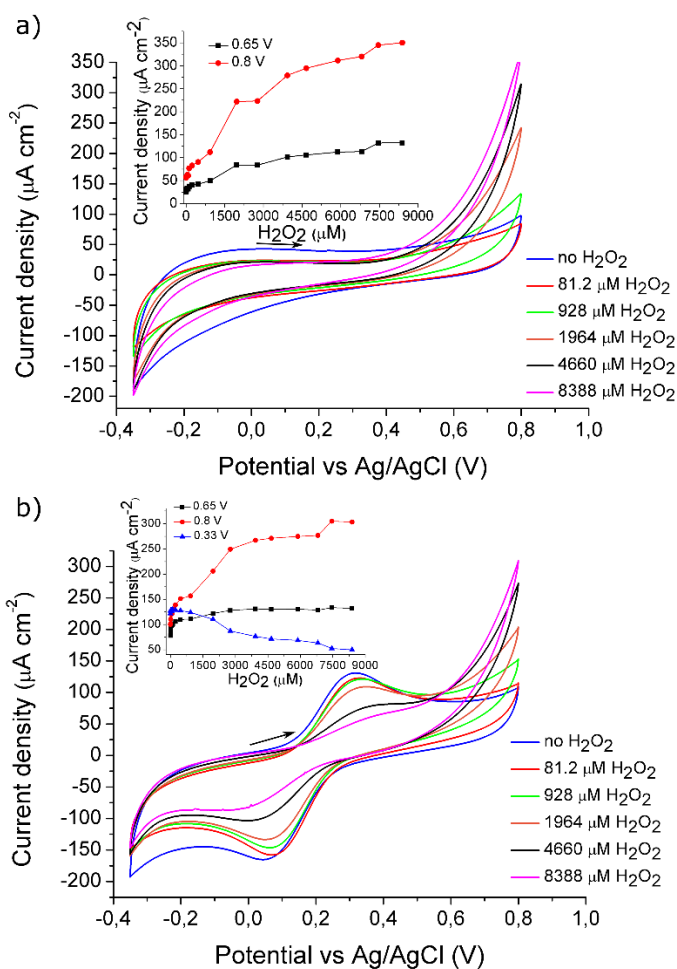 a)
0.65 V
0.8 V
Current density (μA cm⁻²)
350
300
250
200
150
100
50
0
0 1500 3000 4500 6000 7500 9000
H₂O₂ (μM)
Current density (μA cm⁻²)
350
300
250
200
150
100
50
0
-50
-100
-150
-200
no H₂O₂
81.2 μM H₂O₂
928 μM H₂O₂
1964 μM H₂O₂
4660 μM H₂O₂
8388 μM H₂O₂
-0,4 -0,2 0,0 0,2 0,4 0,6 0,8 1,0
Potential vs Ag/AgCl (V)
b)
0.65 V
0.8 V
0.33 V
Current density (μA cm⁻²)
300
250
200
150
100
50
0 1500 3000 4500 6000 7500 9000
H₂O₂ (μM)
Current density (μA cm⁻²)
300
250
200
150
100
50
0
-50
-100
-150
-200
no H₂O₂
81.2 μM H₂O₂
928 μM H₂O₂
1964 μM H₂O₂
4660 μM H₂O₂
8388 μM H₂O₂
-0,4 -0,2 0,0 0,2 0,4 0,6 0,8 1,0
Potential vs Ag/AgCl (V)